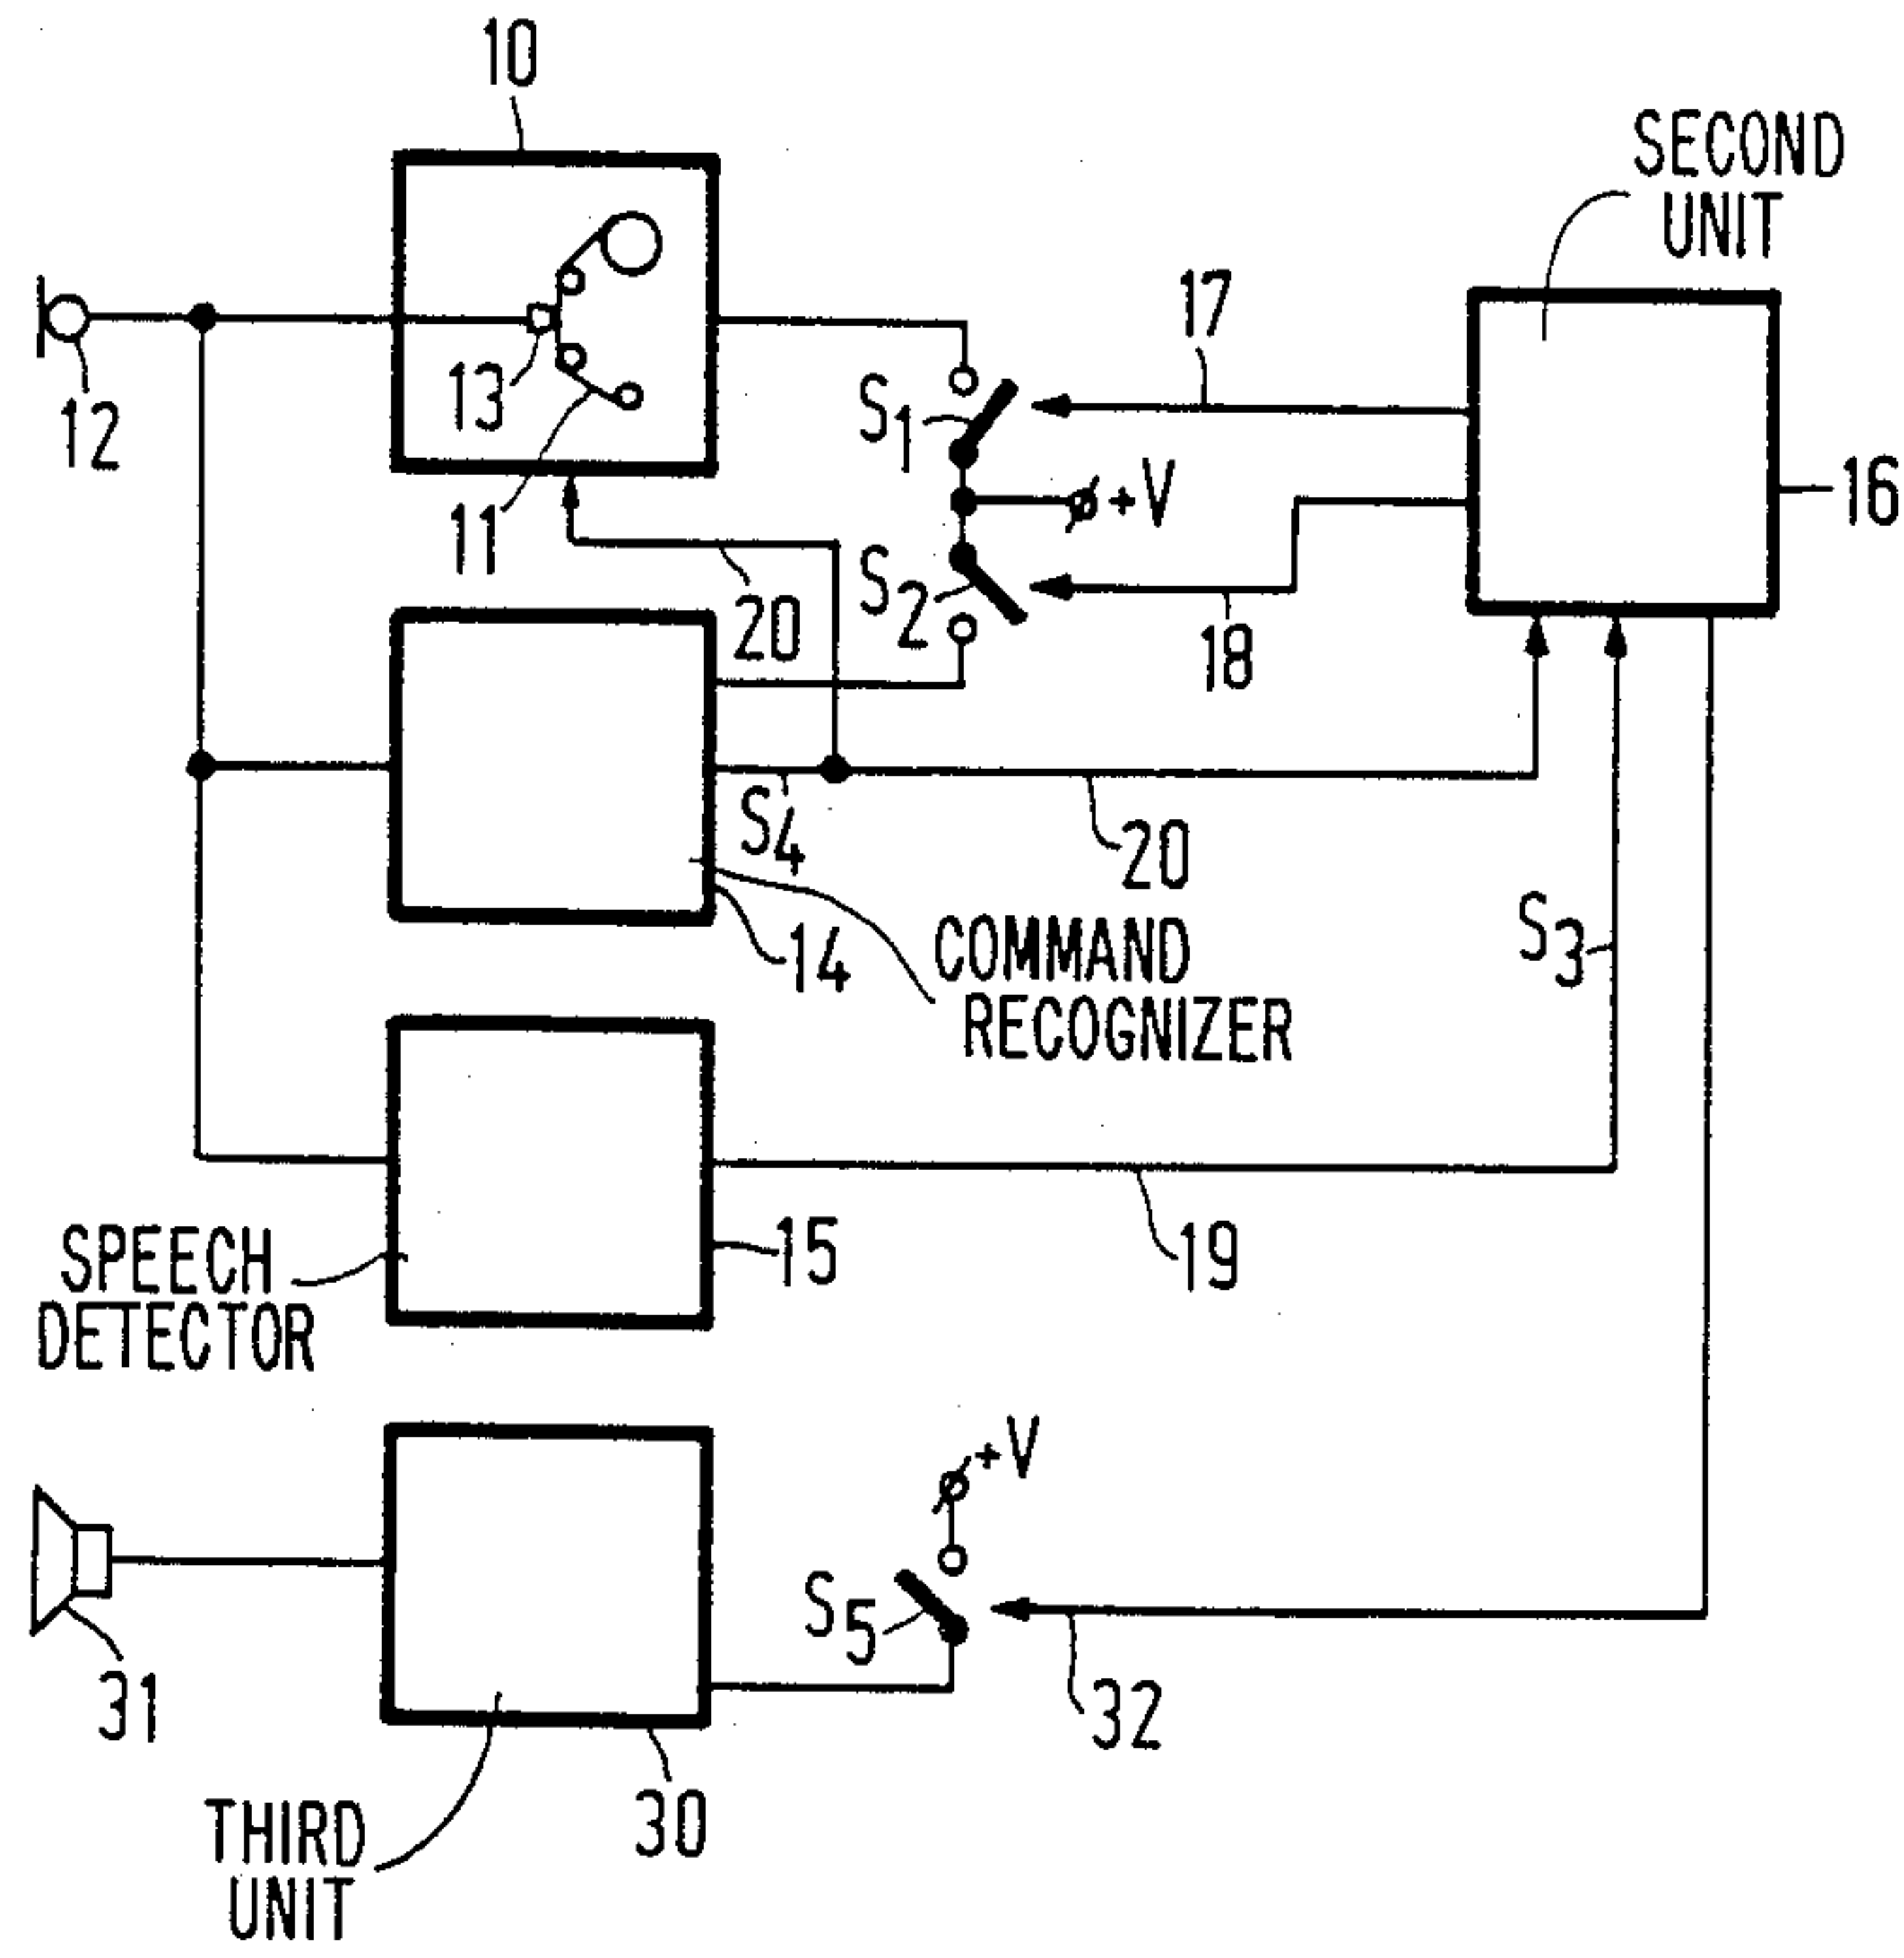 10
SECOND
UNIT
17
12
13
S1
+V
16
11
S2
20
18
S4
20
14
COMMAND
RECOGNIZER
S3
SPEECH
DETECTOR
15
19
+V
S5
31
32
30
THIRD
UNIT